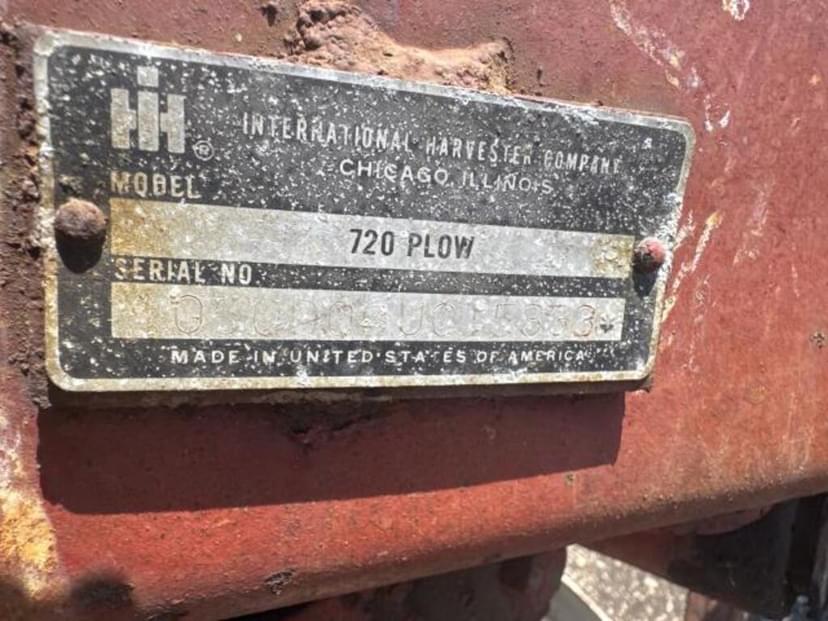 IH®
INTERNATIONAL HARVESTER COMPANY
CHICAGO, ILLINOIS
MODEL
720 PLOW
SERIAL NO
MADE IN UNITED STATES OF AMERICA